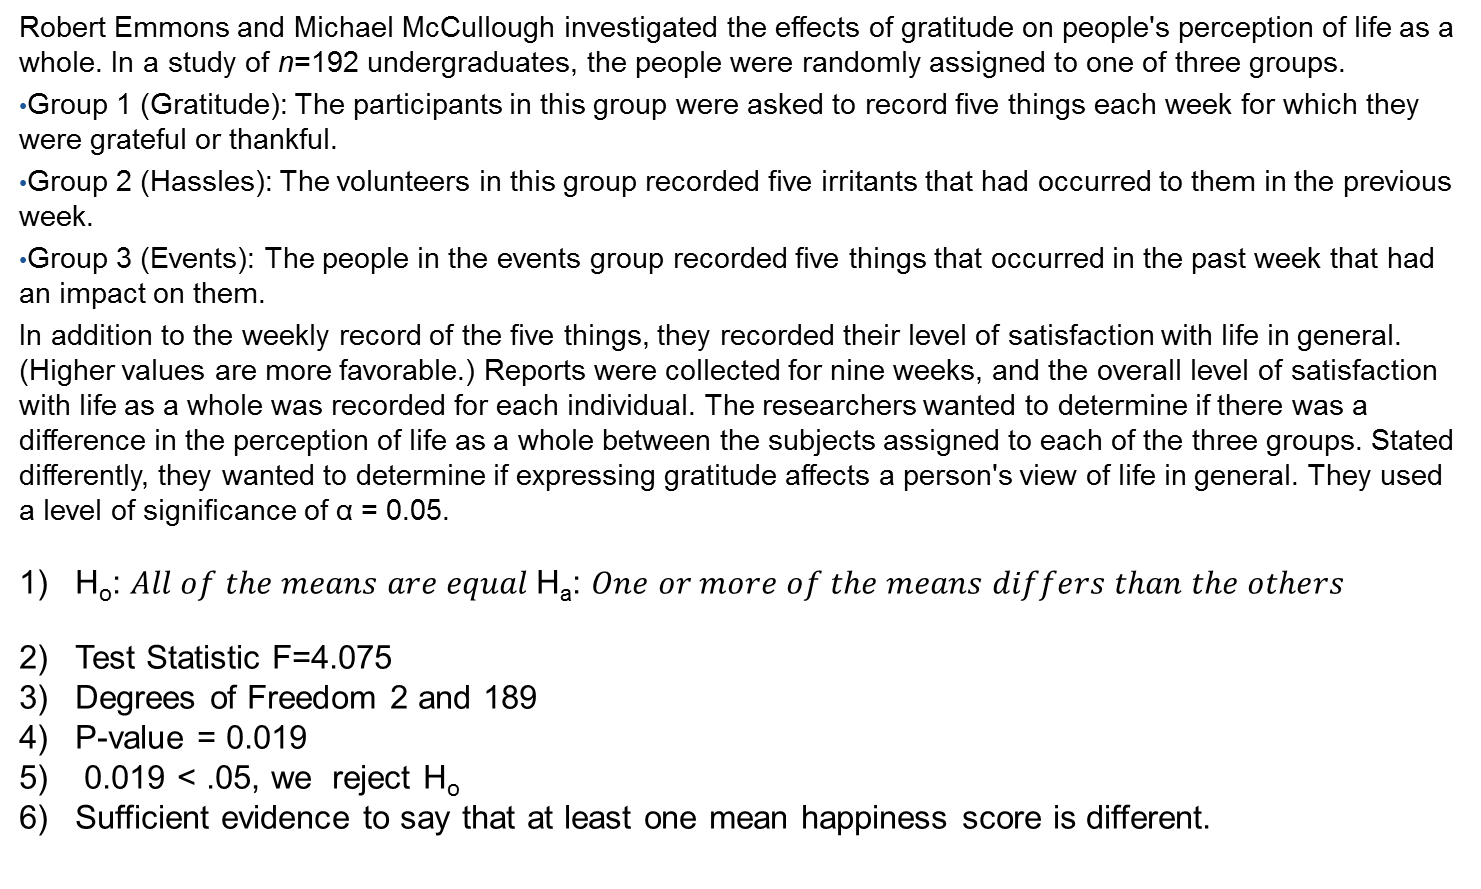 Robert Emmons and Michael McCullough investigated the effects of gratitude on people's perception of life as a
whole. In a study of n=192 undergraduates, the people were randomly assigned to one of three groups.
•Group 1 (Gratitude): The participants in this group were asked to record five things each week for which they
were grateful or thankful.
•Group 2 (Hassles): The volunteers in this group recorded five irritants that had occurred to them in the previous
week.
•Group 3 (Events): The people in the events group recorded five things that occurred in the past week that had
an impact on them.
In addition to the weekly record of the five things, they recorded their level of satisfaction with life in general.
(Higher values are more favorable.) Reports were collected for nine weeks, and the overall level of satisfaction
with life as a whole was recorded for each individual. The researchers wanted to determine if there was a
difference in the perception of life as a whole between the subjects assigned to each of the three groups. Stated
differently, they wanted to determine if expressing gratitude affects a person's view of life in general. They used
a level of significance of α = 0.05.
1) Hₒ: All of the means are equal Hₐ: One or more of the means differs than the others
2) Test Statistic F=4.075
3) Degrees of Freedom 2 and 189
4) P-value = 0.019
5) 0.019 < .05, we reject Hₒ
6) Sufficient evidence to say that at least one mean happiness score is different.